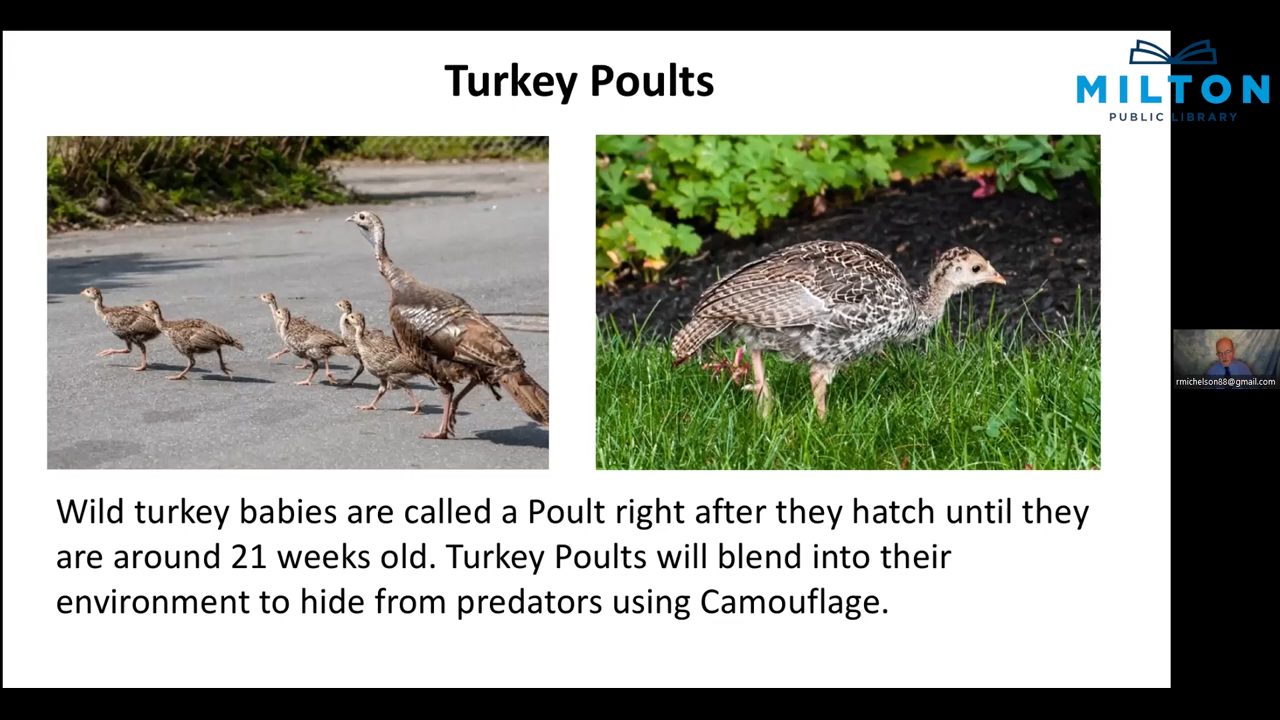 Turkey Poults
MILTON
PUBLIC LIBRARY
rmichelson88@gmail.com
Wild turkey babies are called a Poult right after they hatch until they
are around 21 weeks old. Turkey Poults will blend into their
environment to hide from predators using Camouflage.